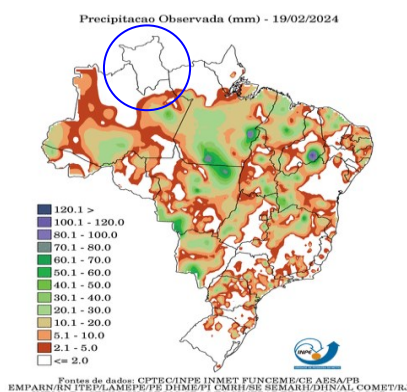 Precipitacao Observada (mm) - 19/02/2024
120.1 >
100.1 - 120.0
80.1 - 100.0
70.1 - 80.0
60.1 - 70.0
50.1 - 60.0
40.1 - 50.0
30.1 - 40.0
20.1 - 30.0
10.1 - 20.0
5.1 - 10.0
2.1 - 5.0
<= 2.0
INPE
Fontes de dados: CPTEC/INPE INMET FUNCEME/CE AESA/PB
EMPARN/RN ITEP/LAMEPE/PE DHME/PI CMRH/SE SEMARH/DHN/AL COMET/R.